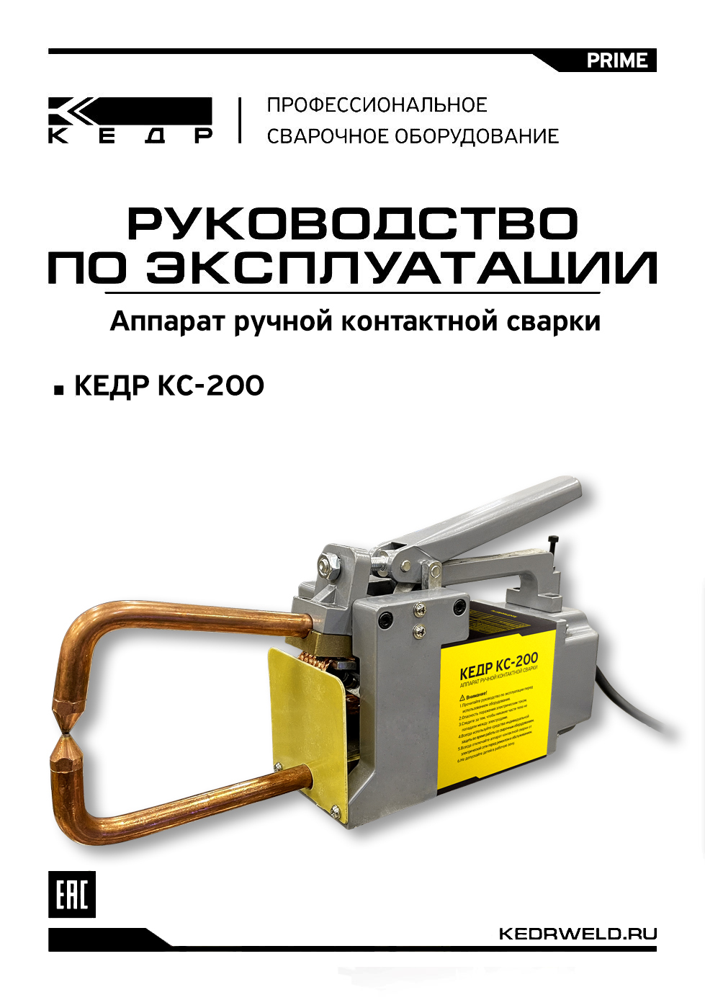 PRIME
КЕДР
ПРОФЕССИОНАЛЬНОЕ
СВАРОЧНОЕ ОБОРУДОВАНИЕ
РУКОВОДСТВО
ПО ЭКСПЛУАТАЦИИ
Аппарат ручной контактной сварки
КЕДР КС-200
КЕДР КС-200
АППАРАТ РУЧНОЙ КОНТАКТНОЙ СВАРКИ
Внимание!
1.Прочитайте руководство по эксплуатации перед
использованием оборудования.
2.Опасность поражения электрическим током.
3.Следите за тем, чтобы никакие части тела не
попадали между электродами.
4.Всегда используйте средства индивидуальной
защиты во время работы со сварочным оборудованием.
5.Всегда отключайте аппарат контактной сварки от
электрической сети перед ремонтом и обслуживанием.
6.Не допускайте детей в рабочую зону.
EAC
KEDRWELD.RU